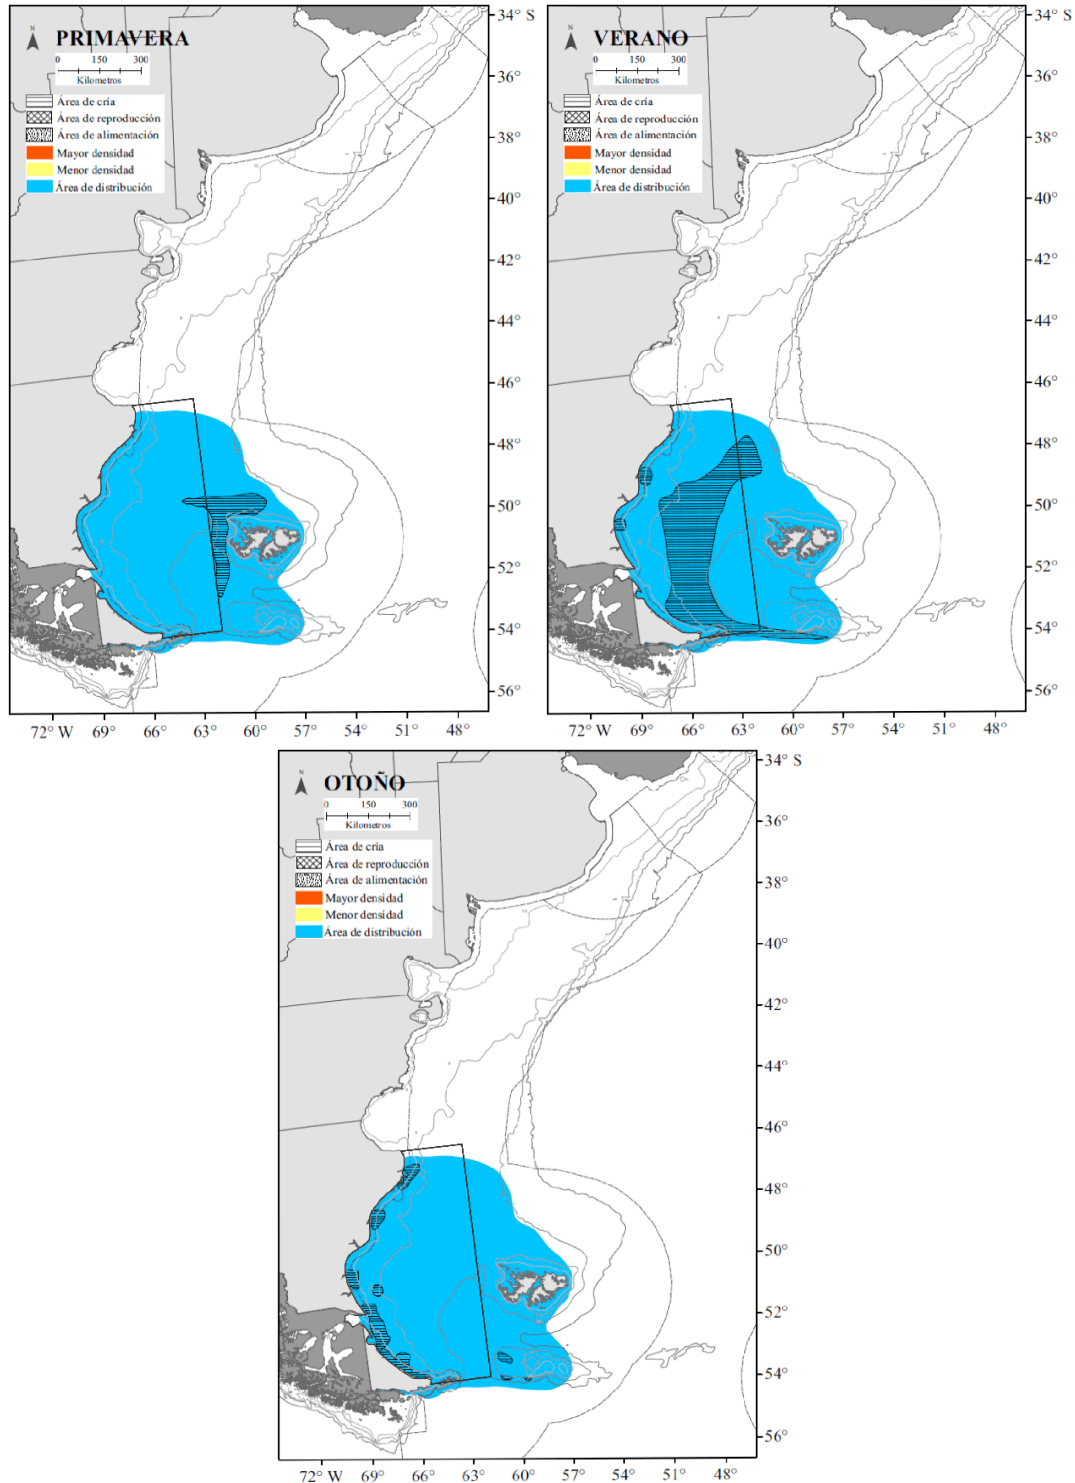 N
PRIMAVERA
0 150 300
Kilometros
Área de cría
Área de reproducción
Área de alimentación
Mayor densidad
Menor densidad
Área de distribución
34° S
36°
38°
40°
42°
44°
46°
48°
50°
52°
54°
56°
72° W 69° 66° 63° 60° 57° 54° 51° 48°
N
VERANO
0 150 300
Kilometros
Área de cría
Área de reproducción
Área de alimentación
Mayor densidad
Menor densidad
Área de distribución
34° S
36°
38°
40°
42°
44°
46°
48°
50°
52°
54°
56°
72° W 69° 66° 63° 60° 57° 54° 51° 48°
N
OTOÑO
0 150 300
Kilometros
Área de cría
Área de reproducción
Área de alimentación
Mayor densidad
Menor densidad
Área de distribución
34° S
36°
38°
40°
42°
44°
46°
48°
50°
52°
54°
56°
72° W 69° 66° 63° 60° 57° 54° 51° 48°